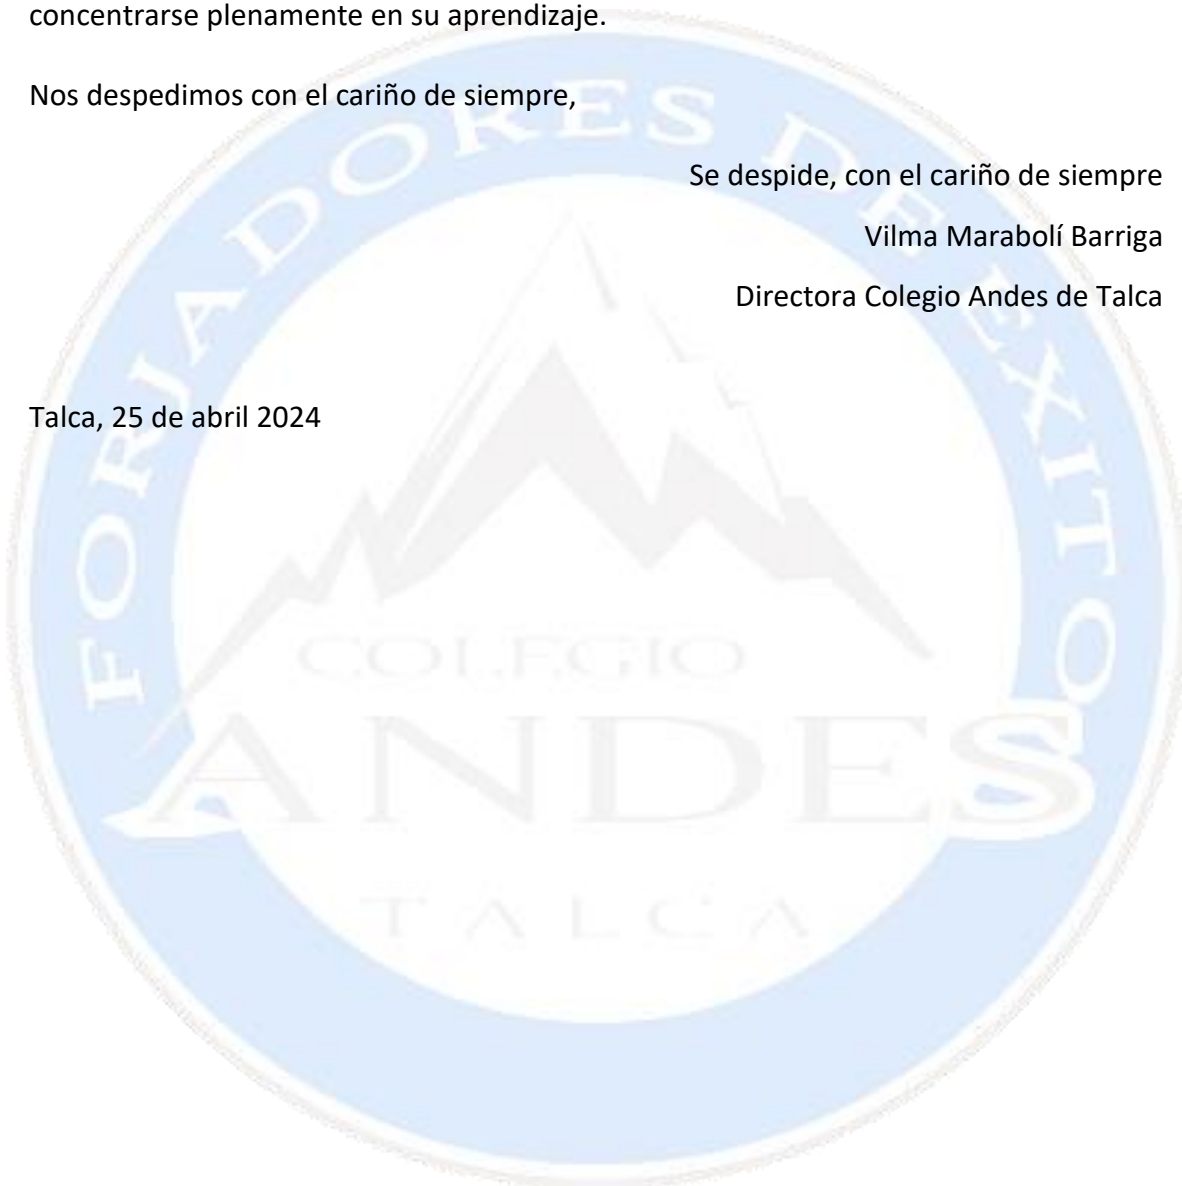 concentrarse plenamente en su aprendizaje.
Nos despedimos con el cariño de siempre,
Se despide, con el cariño de siempre
Vilma Marabolí Barriga
Directora Colegio Andes de Talca
Talca, 25 de abril 2024
FORJADORES DE EXITO
COLEGIO
ANDES
TALCA